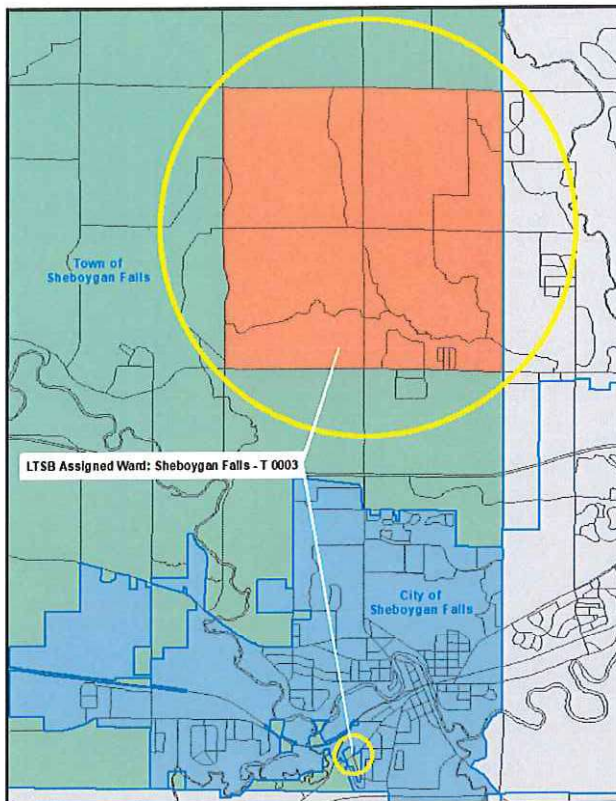 Town of
Sheboygan Falls
LTSB Assigned Ward: Sheboygan Falls - T 0003
City of
Sheboygan Falls